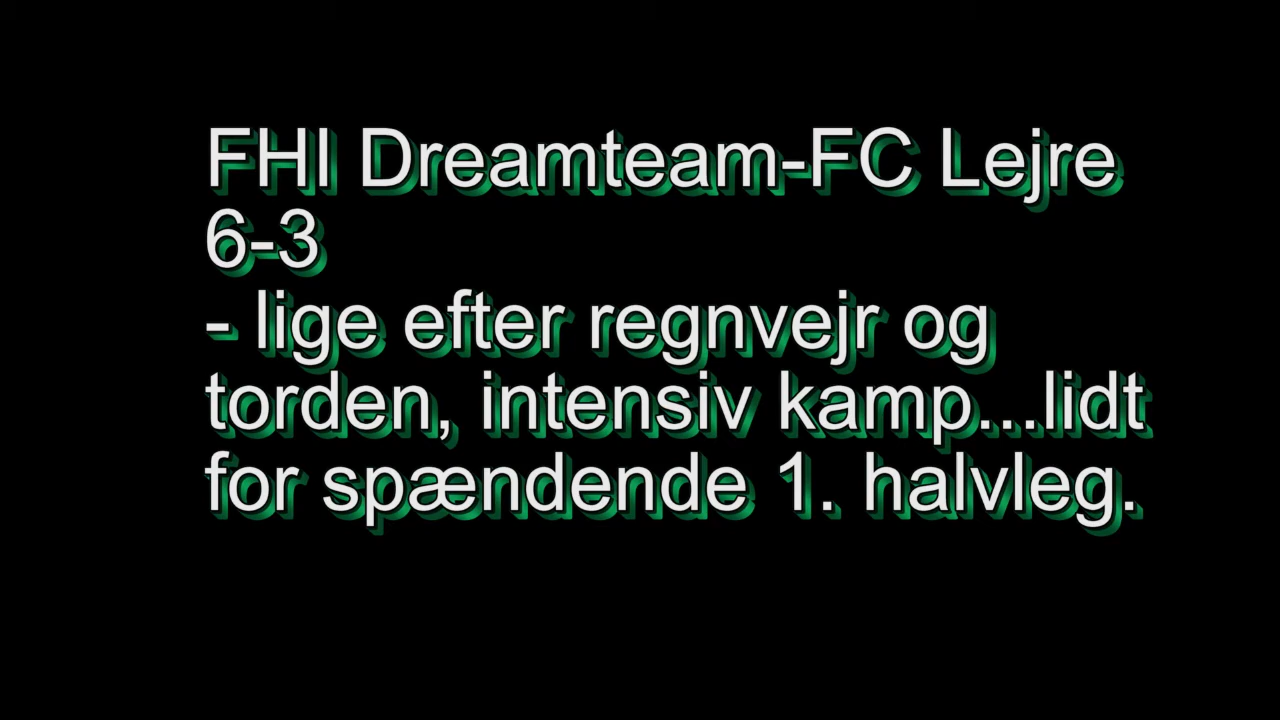 FHI Dreamteam-FC Lejre
6-3
- lige efter regnvejr og
torden, intensiv kamp...lidt
for spændende 1. halvleg.